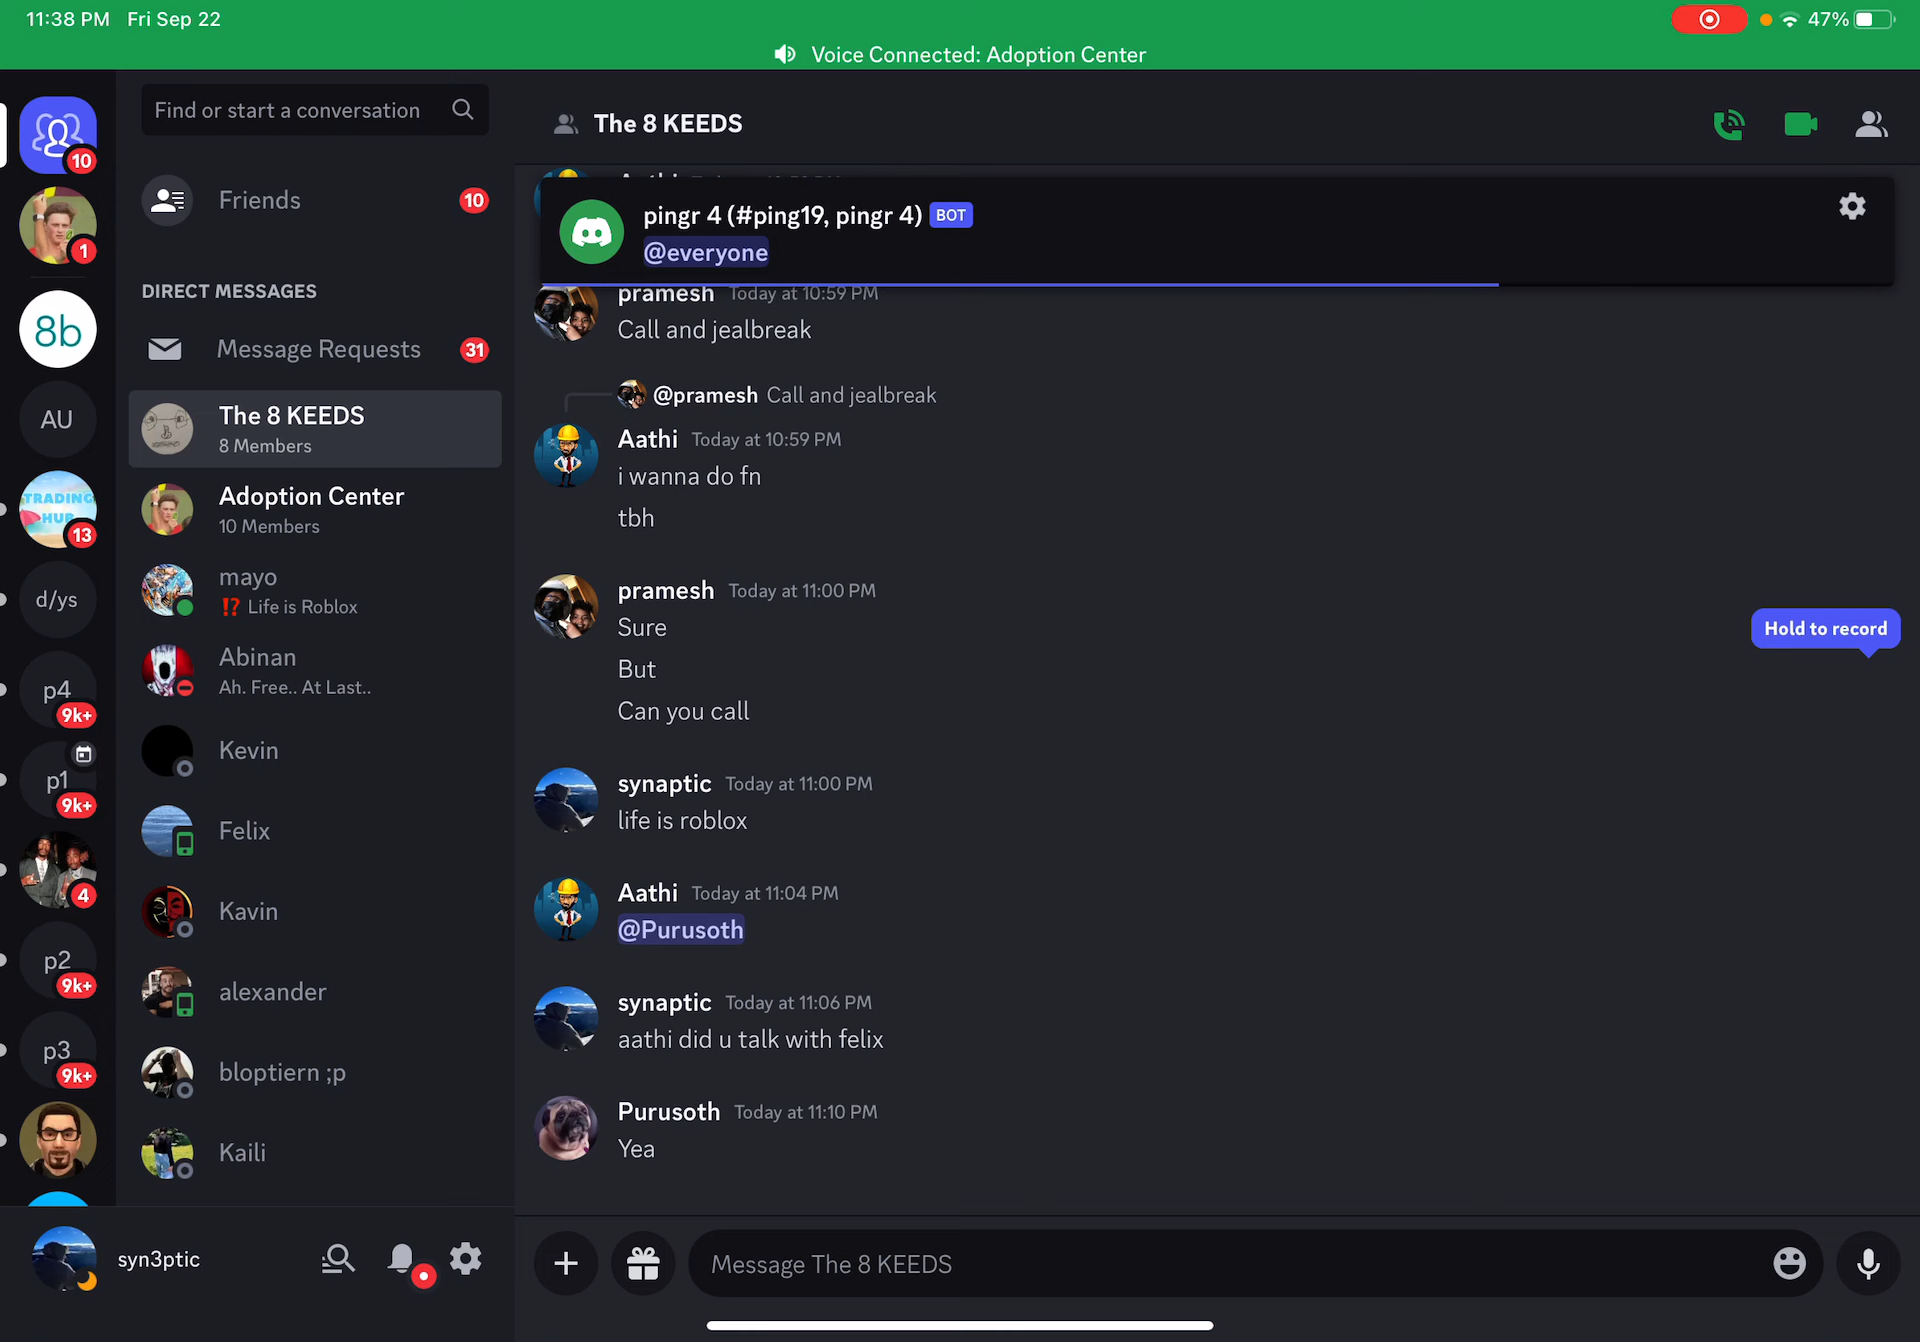 11:38 PM Fri Sep 22
47%
Voice Connected: Adoption Center
10
1
8b
AU
TRADING
HUB
13
d/ys
p4
9k+
p1
9k+
4
p2
9k+
p3
9k+
Find or start a conversation
Friends
10
DIRECT MESSAGES
Message Requests
31
The 8 KEEDS
8 Members
Adoption Center
10 Members
mayo
⁉ Life is Roblox
Abinan
Ah. Free.. At Last..
Kevin
Felix
Kavin
alexander
bloptiern ;p
Kaili
syn3ptic
The 8 KEEDS
pingr 4 (#ping19, pingr 4) BOT
@everyone
pramesh Today at 10:59 PM
Call and jealbreak
@pramesh Call and jealbreak
Aathi Today at 10:59 PM
i wanna do fn
tbh
pramesh Today at 11:00 PM
Sure
But
Can you call
Hold to record
synaptic Today at 11:00 PM
life is roblox
Aathi Today at 11:04 PM
@Purusoth
synaptic Today at 11:06 PM
aathi did u talk with felix
Purusoth Today at 11:10 PM
Yea
Message The 8 KEEDS